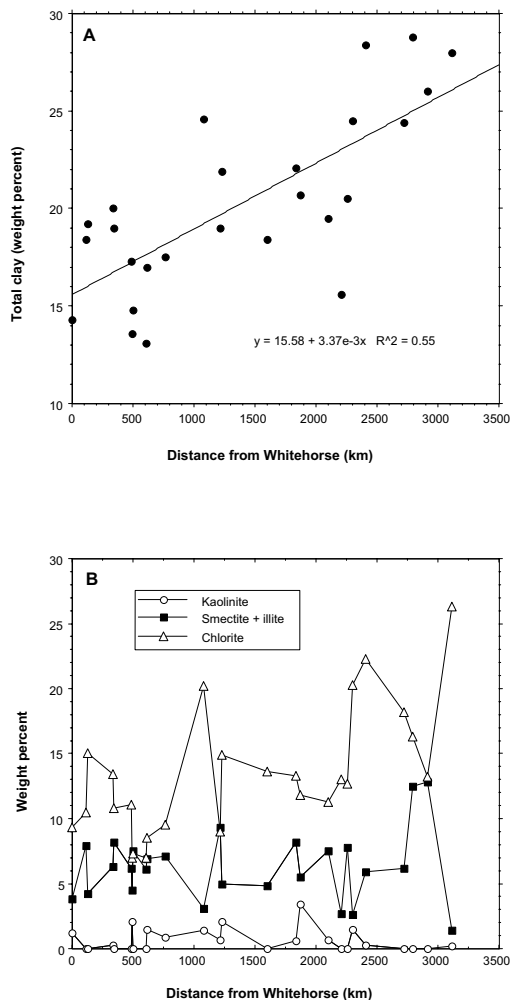 30
A
25
20
15
10
Total clay (weight percent)
y = 15.58 + 3.37e-3x R^2 = 0.55
0 500 1000 1500 2000 2500 3000 3500
Distance from Whitehorse (km)
30
B
Kaolinite
Smectite + illite
Chlorite
25
20
15
10
5
0
Weight percent
0 500 1000 1500 2000 2500 3000 3500
Distance from Whitehorse (km)